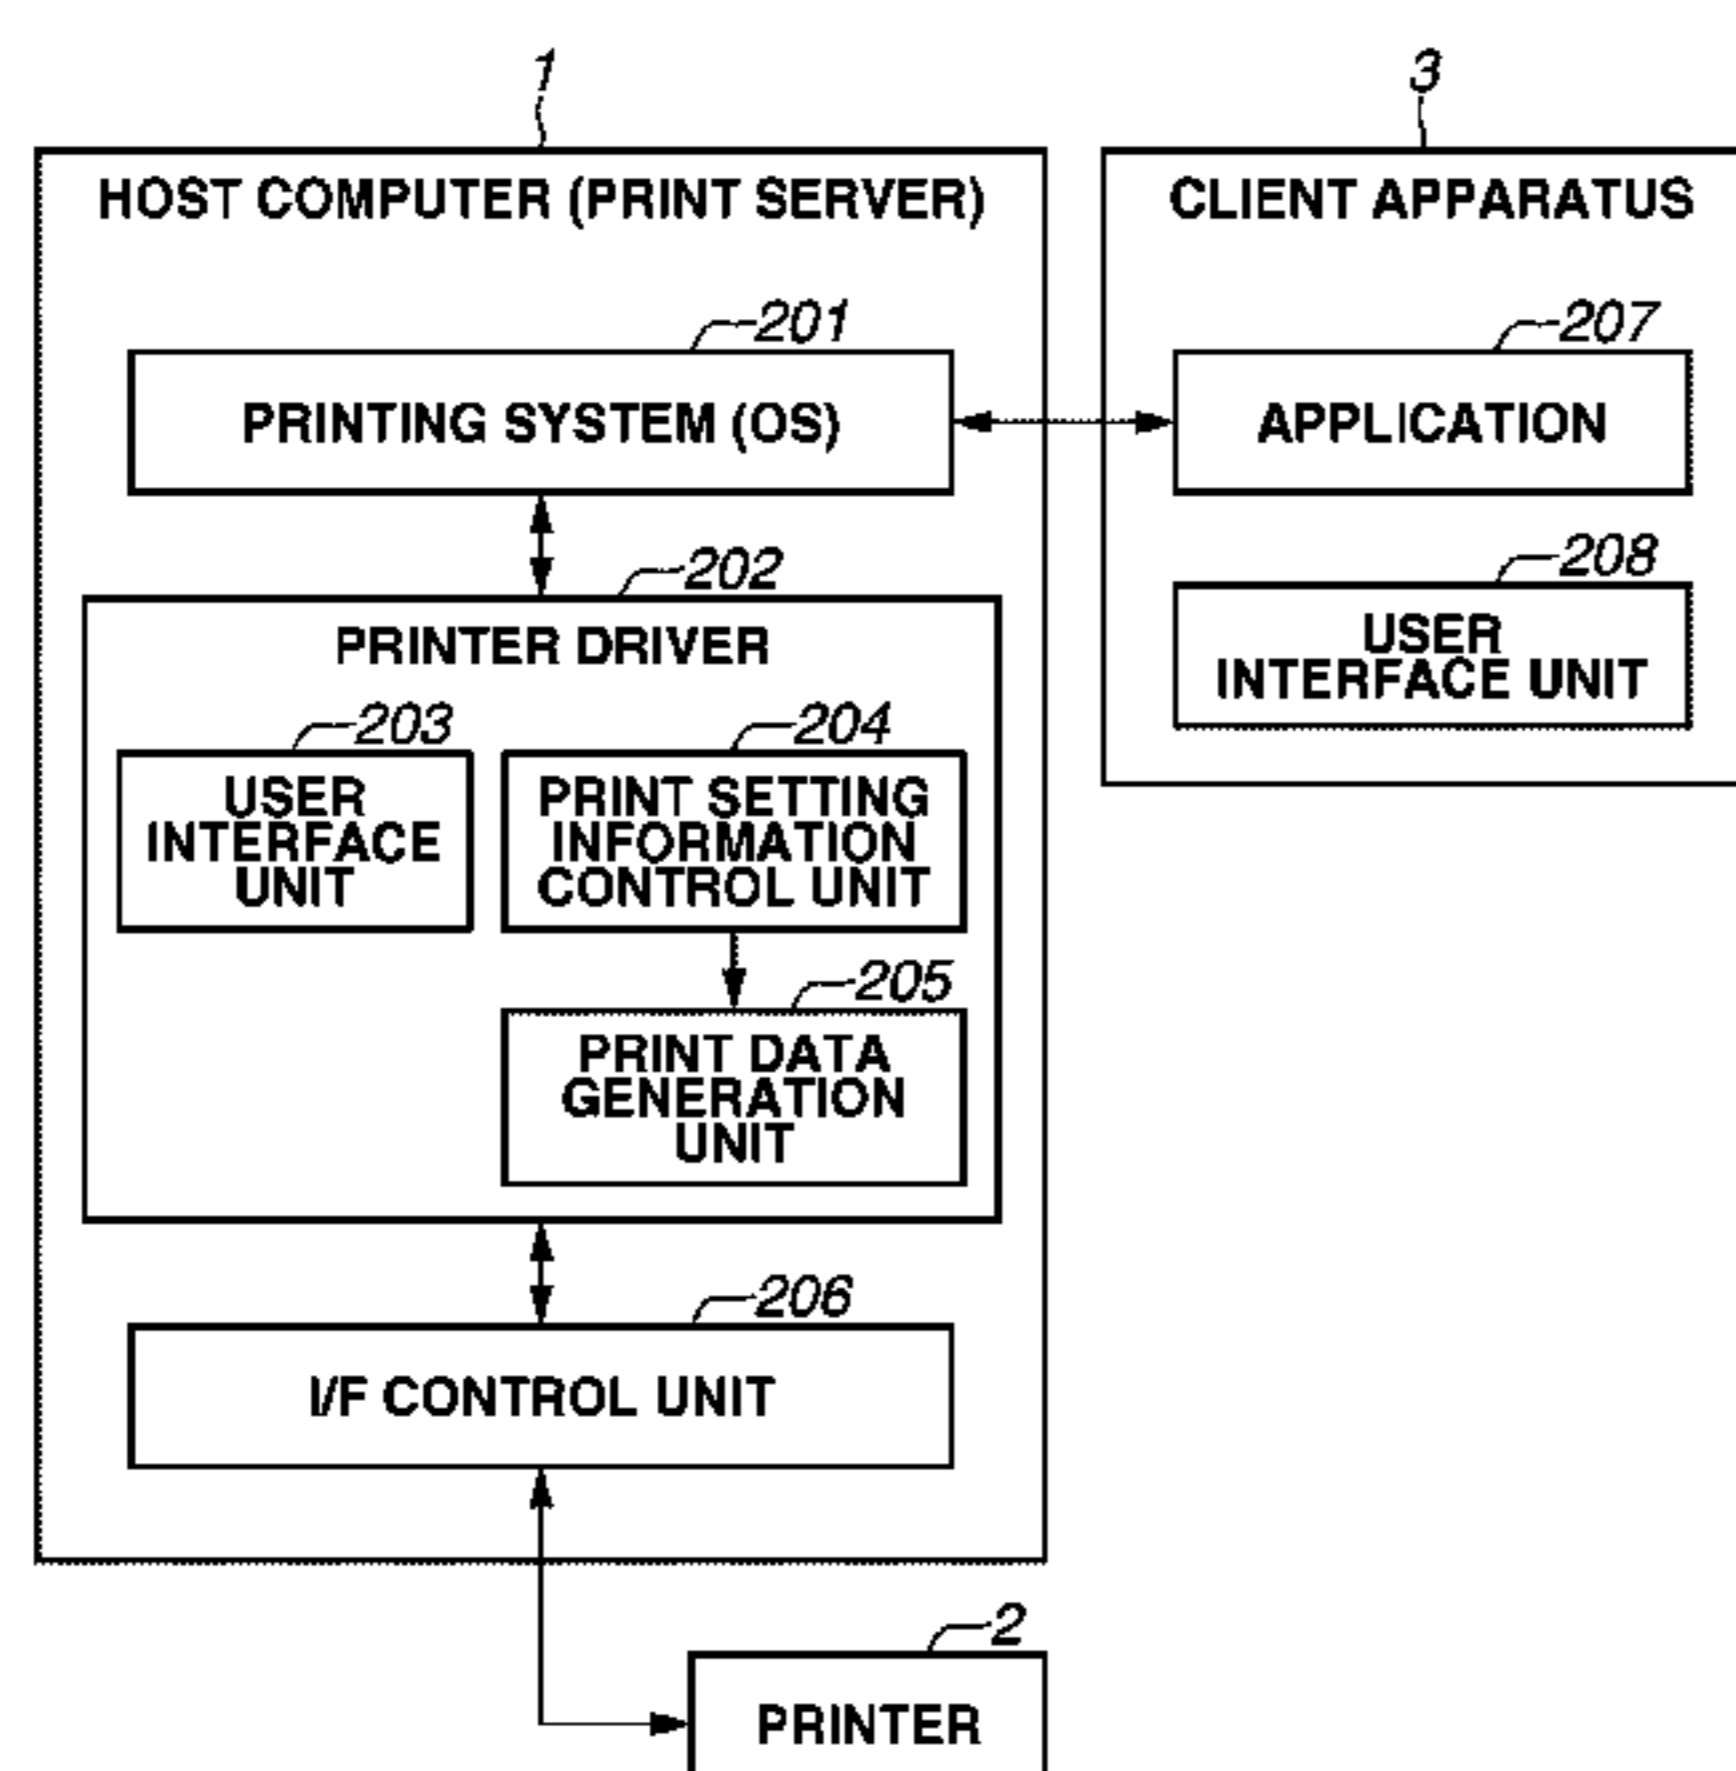 1
HOST COMPUTER (PRINT SERVER)
201
PRINTING SYSTEM (OS)
202
PRINTER DRIVER
203
USER
INTERFACE
UNIT
204
PRINT SETTING
INFORMATION
CONTROL UNIT
205
PRINT DATA
GENERATION
UNIT
206
I/F CONTROL UNIT
2
PRINTER
3
CLIENT APPARATUS
207
APPLICATION
208
USER
INTERFACE UNIT